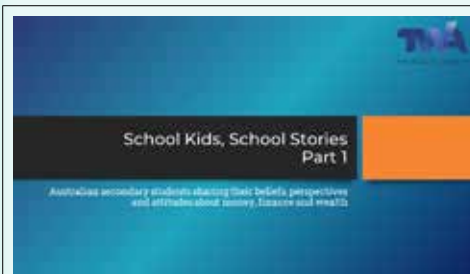 School Kids, School Stories
Part 1
Australian secondary students sharing their beliefs, perspectives
and attitudes about money, finance and wealth